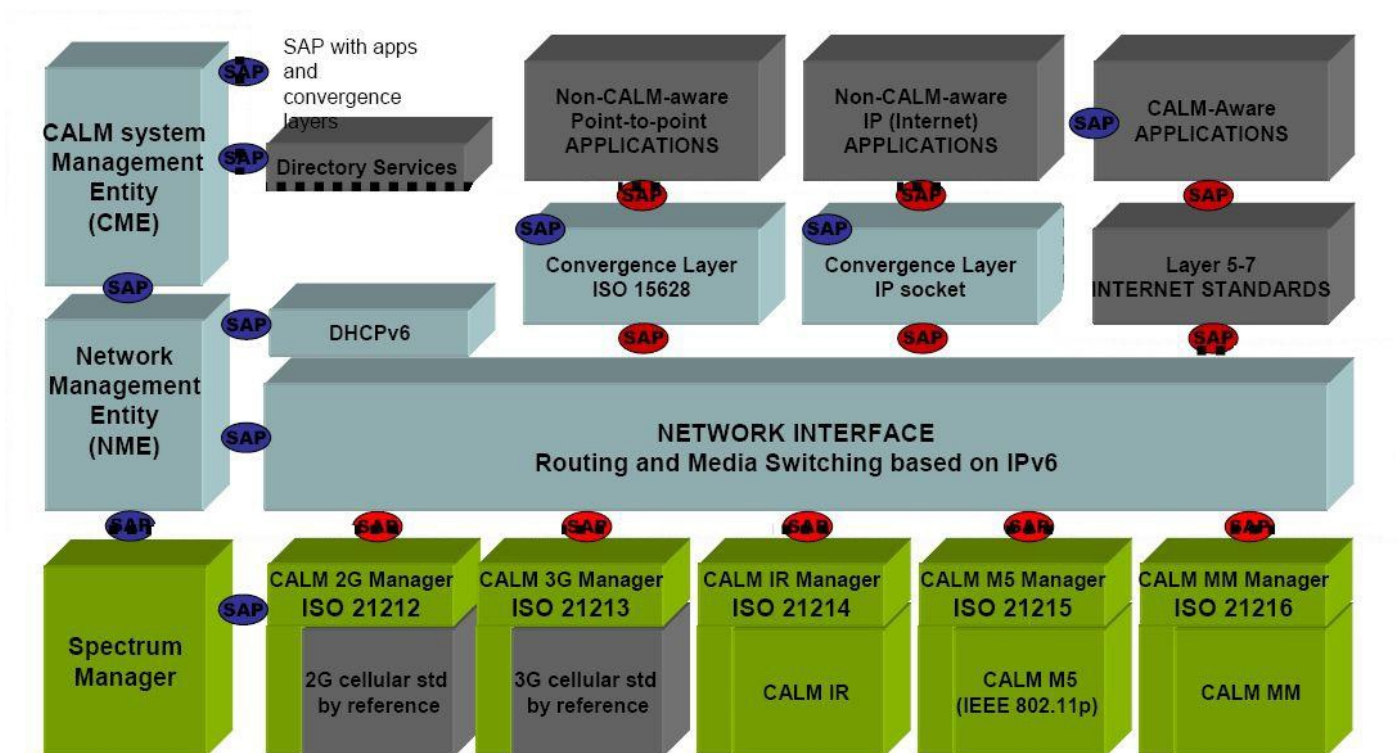 SAP with apps
and
convergence
layers
SAP
SAP
CALM system
Management
Entity
(CME)
Directory Services
Non-CALM-aware
Point-to-point
APPLICATIONS
Non-CALM-aware
IP (Internet)
APPLICATIONS
SAP
CALM-Aware
APPLICATIONS
SAP
SAP
SAP
SAP
SAP
Convergence Layer
ISO 15628
Convergence Layer
IP socket
Layer 5-7
INTERNET STANDARDS
SAP
SAP
DHCPv6
SAP
SAP
SAP
Network
Management
Entity
(NME)
SAP
NETWORK INTERFACE
Routing and Media Switching based on IPv6
SAP
SAP
SAP
SAP
SAP
SAP
Spectrum
Manager
SAP
CALM 2G Manager
ISO 21212
2G cellular std
by reference
CALM 3G Manager
ISO 21213
3G cellular std
by reference
CALM IR Manager
ISO 21214
CALM IR
CALM M5 Manager
ISO 21215
CALM M5
(IEEE 802.11p)
CALM MM Manager
ISO 21216
CALM MM